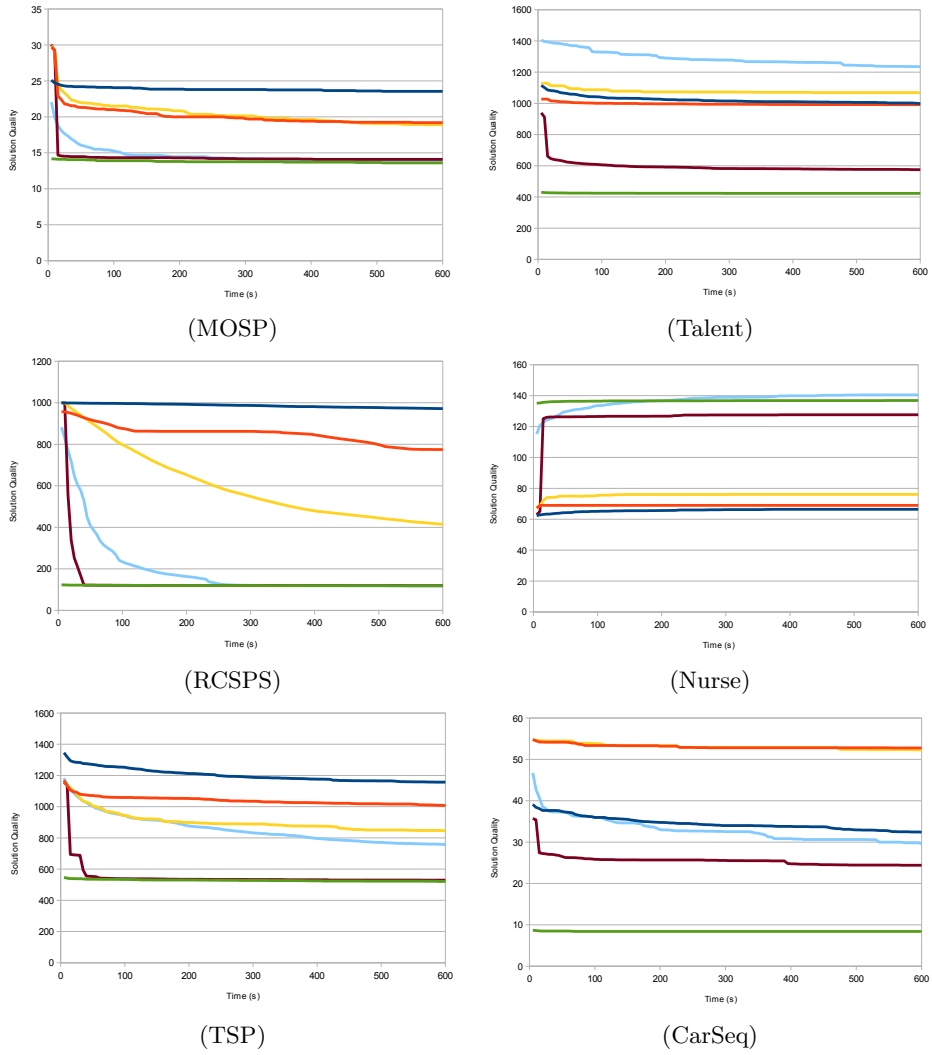 35
30
25
20
15
10
5
0
Solution Quality
0 100 200 300 400 500 600
Time (s)
(MOSP)
1600
1400
1200
1000
800
600
400
200
0
Solution Quality
0 100 200 300 400 500 600
Time (s)
(Talent)
1200
1000
800
600
400
200
0
Solution Quality
0 100 200 300 400 500 600
Time (s)
(RCSPS)
160
140
120
100
80
60
40
20
0
Solution Quality
0 100 200 300 400 500 600
Time (s)
(Nurse)
1600
1400
1200
1000
800
600
400
200
0
Solution Quality
0 100 200 300 400 500 600
Time (s)
(TSP)
60
50
40
30
20
10
0
Solution Quality
0 100 200 300 400 500 600
Time (s)
(CarSeq)